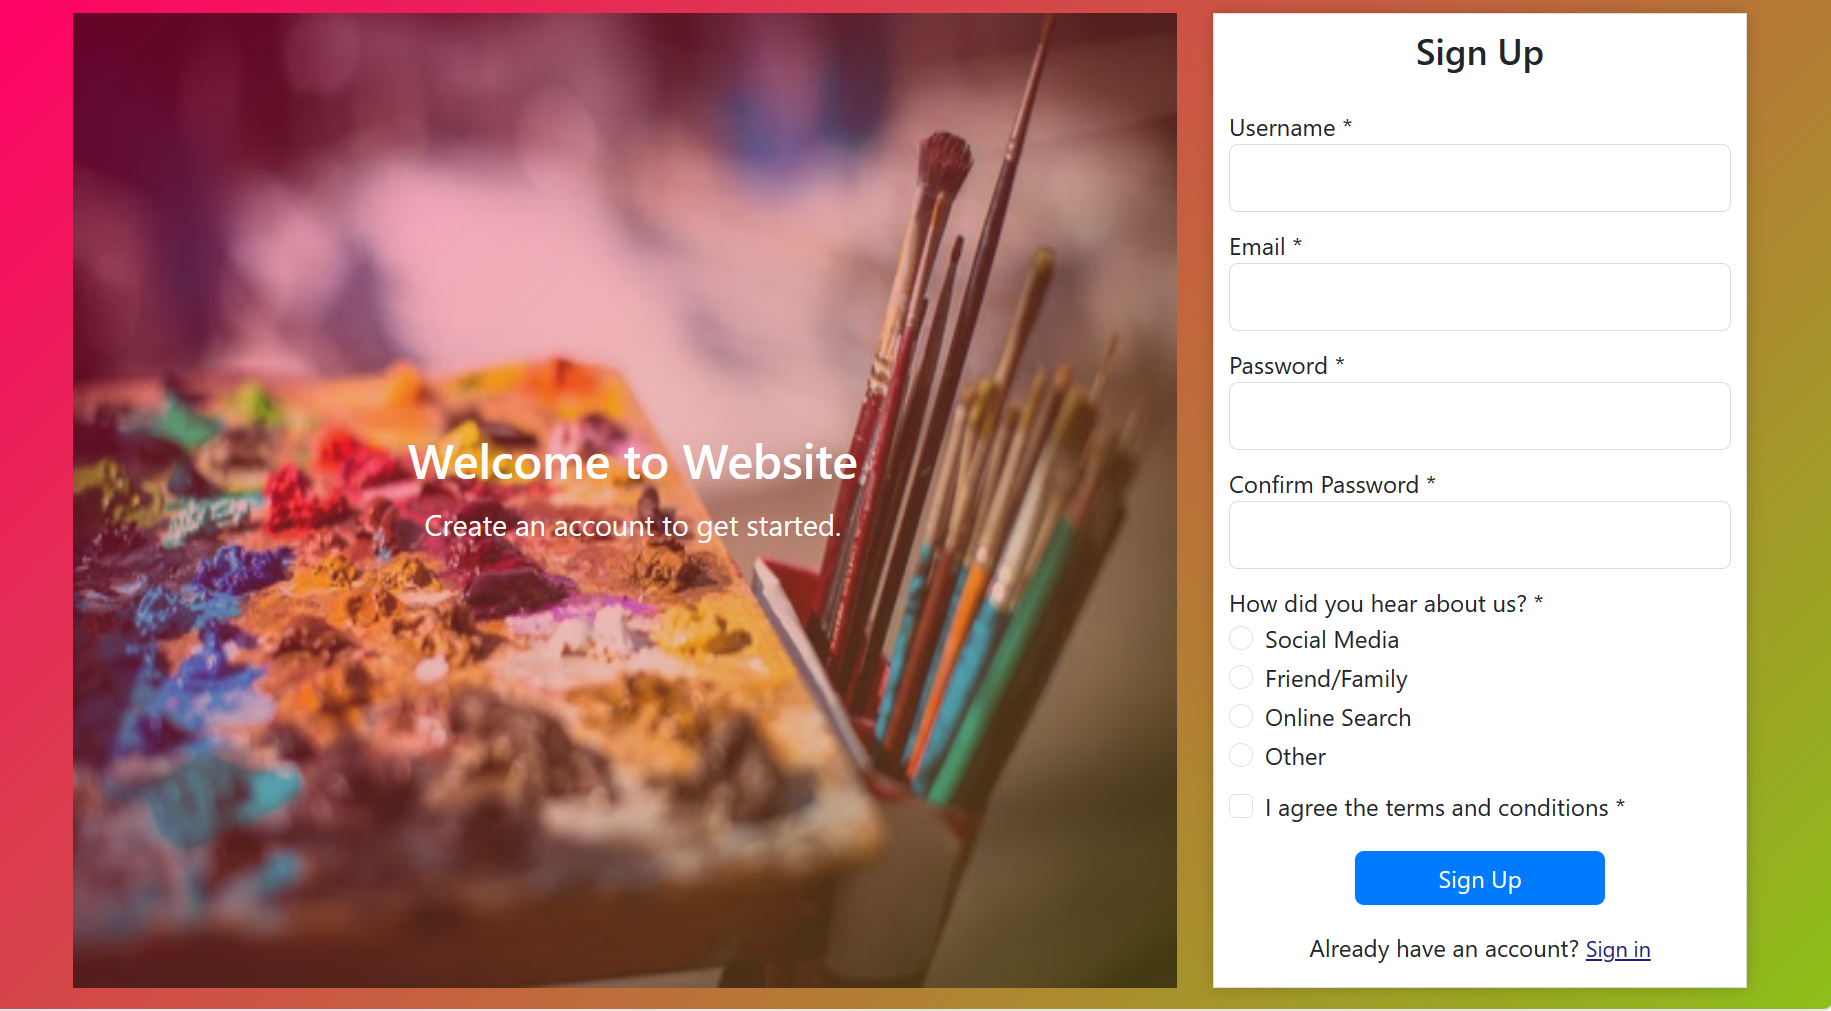 Welcome to Website
Create an account to get started.
Sign Up
Username *
Email *
Password *
Confirm Password *
How did you hear about us? *
Social Media
Friend/Family
Online Search
Other
I agree the terms and conditions *
Sign Up
Already have an account? Sign in